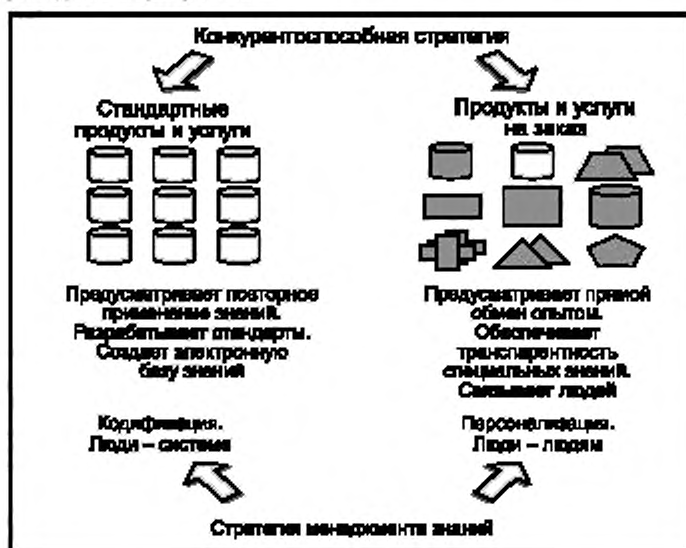 Конкурентоспособная стратегия
Стандартные
продукты и услуги
Продукты и услуги
на заказ
Предусматривает повторное
применение знаний.
Разрабатывает стандарты.
Создает электронную
базу знаний
Предусматривает прямой
обмен опытом.
Обеспечивает
транспарентность
специальных знаний.
Связывает людей
Кодификация.
Люди – система
Персонализация.
Люди – людям
Стратегия менеджмента знаний